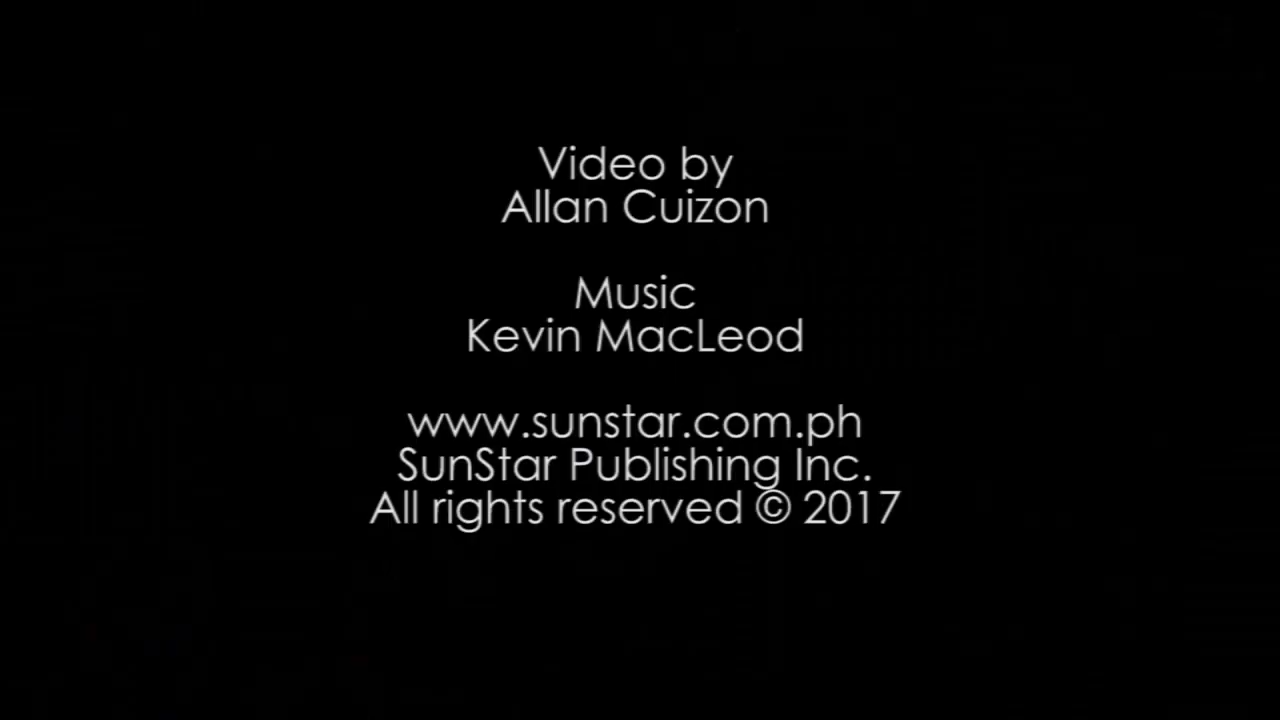 Video by
Allan Cuizon
Music
Kevin MacLeod
www.sunstar.com.ph
SunStar Publishing Inc.
All rights reserved © 2017